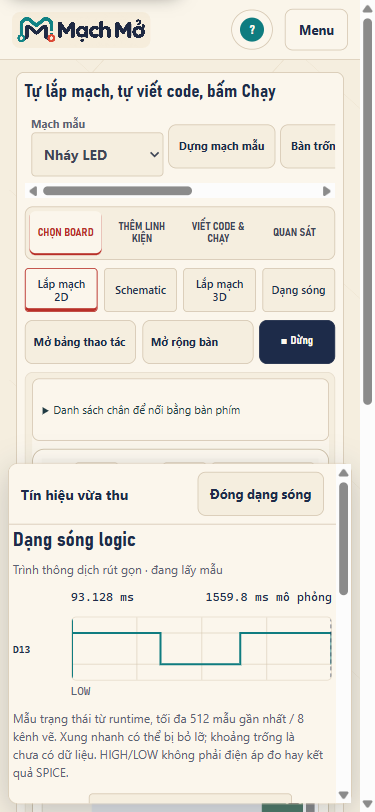 Mạch Mở
?
Menu
Tự lắp mạch, tự viết code, bấm Chạy
Mạch mẫu
Nháy LED
Dựng mạch mẫu
Bàn trốn
CHỌN BOARD
THÊM LINH
KIỆN
VIẾT CODE &
CHẠY
QUAN SÁT
Lắp mạch
2D
Schematic
Lắp mạch
3D
Dạng sóng
Mở bảng thao tác
Mở rộng bàn
■ Dừng
▶ Danh sách chân để nối bằng bàn phím
Tín hiệu vừa thu
Đóng dạng sóng
Dạng sóng logic
Trình thông dịch rút gọn · đang lấy mẫu
93.128 ms
1559.8 ms mô phỏng
D13
LOW
Mẫu trạng thái từ runtime, tối đa 512 mẫu gần nhất / 8
kênh vẽ. Xung nhanh có thể bị bỏ lỡ; khoảng trống là
chưa có dữ liệu. HIGH/LOW không phải điện áp đo hay kết
quả SPICE.